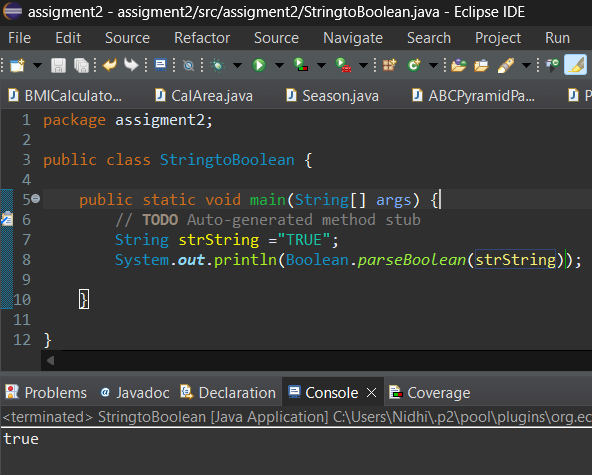 assigment2 - assigment2/src/assigment2/StringtoBoolean.java - Eclipse IDE
File Edit Source Refactor Source Navigate Search Project Run
BMICalculato... CalArea.java Season.java ABCPyramidPa... P
1 package assigment2;
2
3 public class StringtoBoolean {
4
5 public static void main(String[] args) {
6 // TODO Auto-generated method stub
7 String strString ="TRUE";
8 System.out.println(Boolean.parseBoolean(strString));
9
10 }
11
12 }
Problems @ Javadoc Declaration Console Coverage
<terminated> StringtoBoolean [Java Application] C:\Users\Nidhi\.p2\pool\plugins\org.ec
true